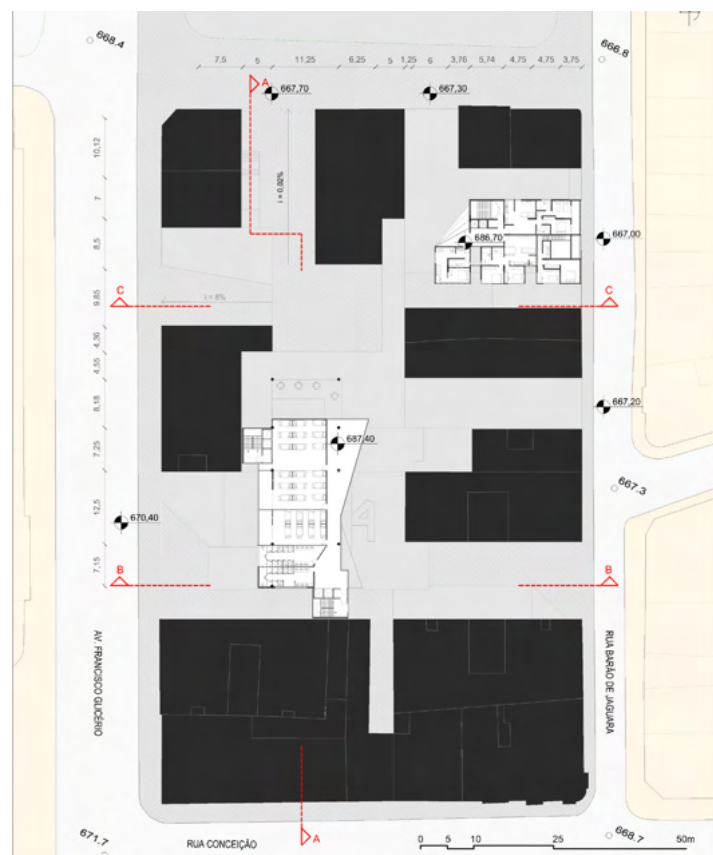 668.4
666.8
7,5 5 11,25 6,25 5 1,25 6 3,76 5,74 4,75 4,75 3,75
A
667,70
667,30
10,12
7
8,5
9,85
4,36
4,55
8,18
7,25
12,5
7,15
i = 0,02%
686,70
667,00
C
i = 8%
C
667,20
687,40
667.3
670,40
B
B
AV. FRANCISCO GLICÉRIO
RUA BARÃO DE JAGUARA
A
671.7
RUA CONCEIÇÃO
0 5 10 25 50m
668.7